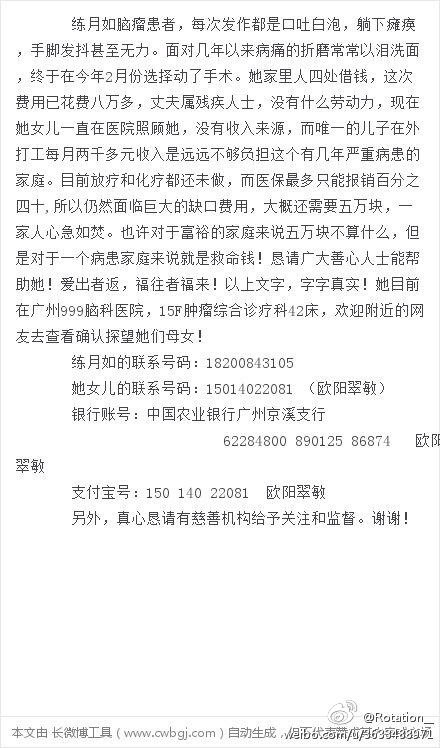 练月如脑瘤患者，每次发作都是口吐白泡，躺下瘫痪
，手脚发抖甚至无力。面对几年以来病痛的折磨常常以泪洗面
，终于在今年2月份选择动了手术。她家里人四处借钱，这次
费用已花费八万多，丈夫属残疾人士，没有什么劳动力，现在
她女儿一直在医院照顾她，没有收入来源，而唯一的儿子在外
打工每月两千多元收入是远远不够负担这个有几年严重病患的
家庭。目前放疗和化疗都还未做，而医保最多只能报销百分之
四十，所以仍然面临巨大的缺口费用，大概还需要五万块，一
家人心急如焚。也许对于富裕的家庭来说五万块不算什么，但
是对于一个病患家庭来说就是救命钱！恳请广大善心人士能帮
助她！爱出者返，福往者福来！以上文字，字字真实！她目前
在广州999脑科医院，15F肿瘤综合诊疗科42床，欢迎附近的网
友去查看确认探望她们母女！
练月如的联系号码：18200843105
她女儿的联系号码：15014022081 （欧阳翠敏）
银行账号：中国农业银行广州京溪支行
62284800 890125 86874 欧阳
翠敏
支付宝号：150 140 22081 欧阳翠敏
另外，真心恳请有慈善机构给予关注和监督。谢谢！
@Rotation__
本文由 长微博工具（www.cwbgj.com）自动生成，